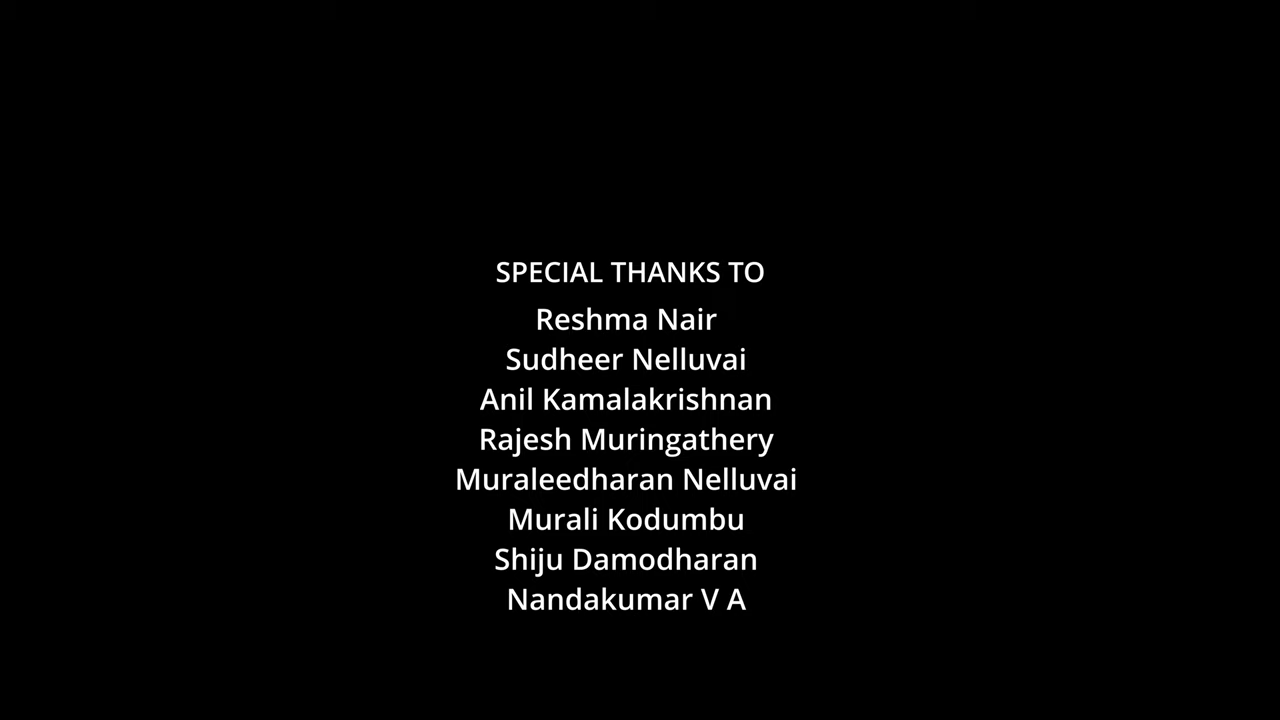 SPECIAL THANKS TO
Reshma Nair
Sudheer Nelluvai
Anil Kamalakrishnan
Rajesh Muringathery
Muraleedharan Nelluvai
Murali Kodumbu
Shiju Damodharan
Nandakumar V A